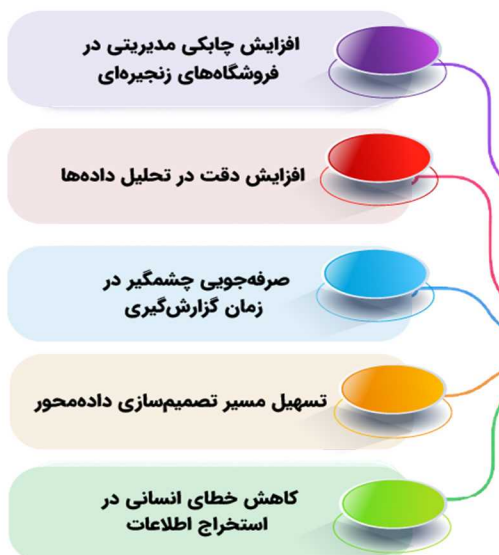 افزایش چابکی مدیریتی در
فروشگاه‌های زنجیره‌ای
افزایش دقت در تحلیل داده‌ها
صرفه‌جویی چشمگیر در
زمان گزارش‌گیری
تسهیل مسیر تصمیم‌سازی داده‌محور
کاهش خطای انسانی در
استخراج اطلاعات